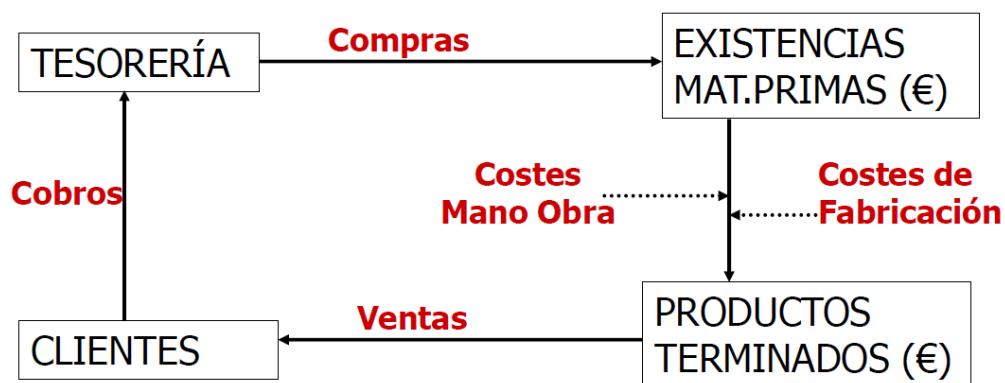 TESORERÍA
Compras
EXISTENCIAS
MAT.PRIMAS (€)
Cobros
Costes
Mano Obra
Costes de
Fabricación
CLIENTES
Ventas
PRODUCTOS
TERMINADOS (€)